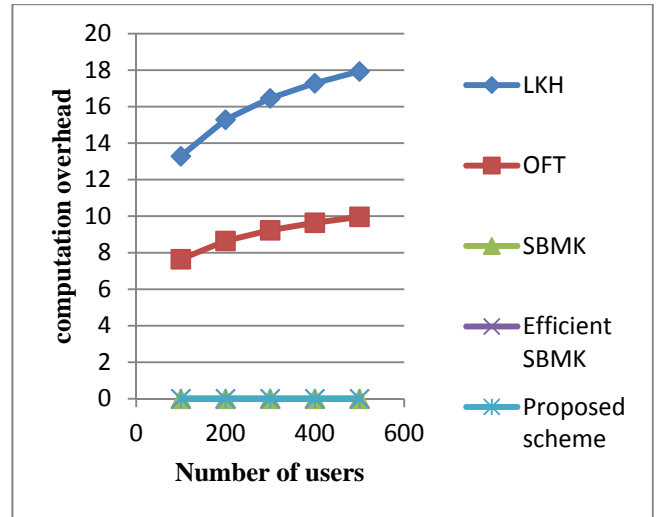 20
18
16
14
12
10
8
6
4
2
0
computation overhead
0
200
400
600
Number of users
LKH
OFT
SBMK
Efficient
SBMK
Proposed
scheme